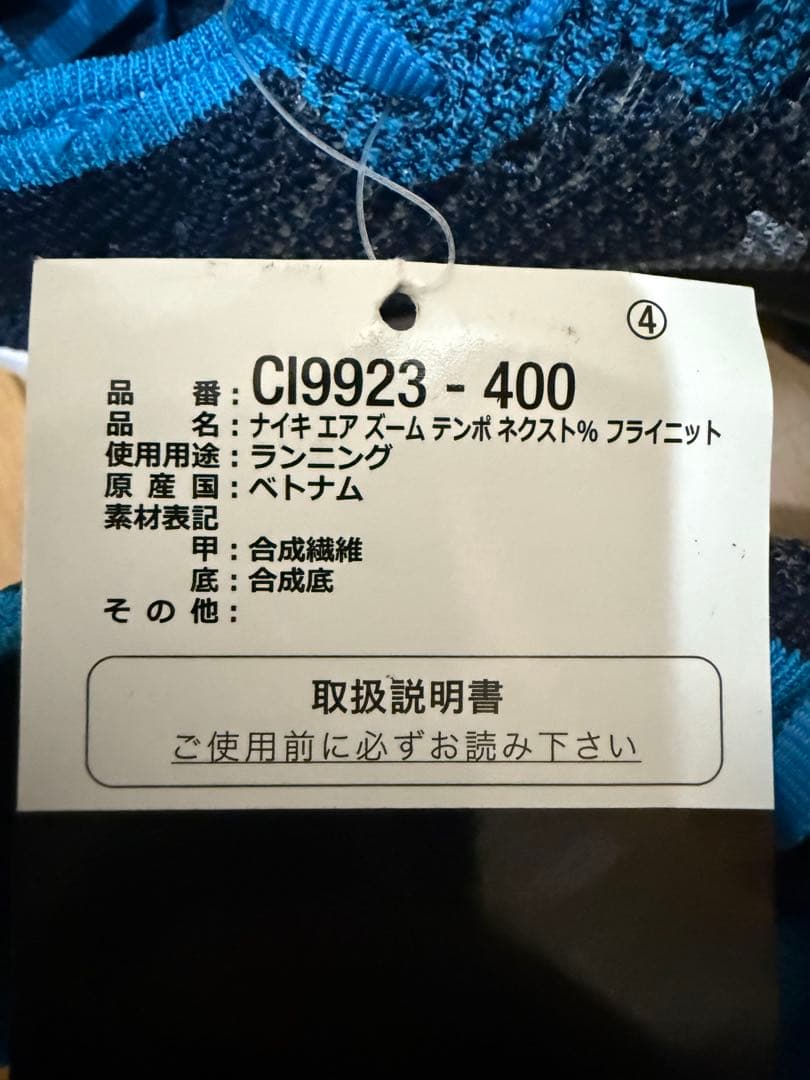 ④
品番：CI9923 - 400
品名：ナイキ エア ズーム テンポ ネクスト% フライニット
使用用途：ランニング
原産国：ベトナム
素材表記
甲：合成繊維
底：合成底
その他：
取扱説明書
ご使用前に必ずお読み下さい